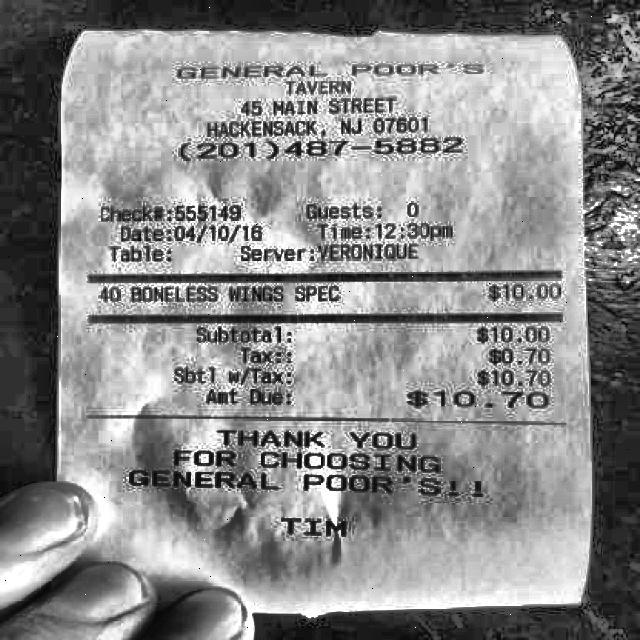 GENERAL POOR'S
TAVERN
45 MAIN STREET
HACKENSACK, NJ 07601
(201)487-5882
Check#:555149 Guests: 0
Date:04/10/16 Time:12:30pm
Table: Server:VERONIQUE
40 BONELESS WINGS SPEC $10.00
Subtotal: $10.00
Tax:: $0.70
Sbtl w/Tax: $10.70
Amt Due: $10.70
THANK YOU
FOR CHOOSING
GENERAL POOR'S!!
TIM